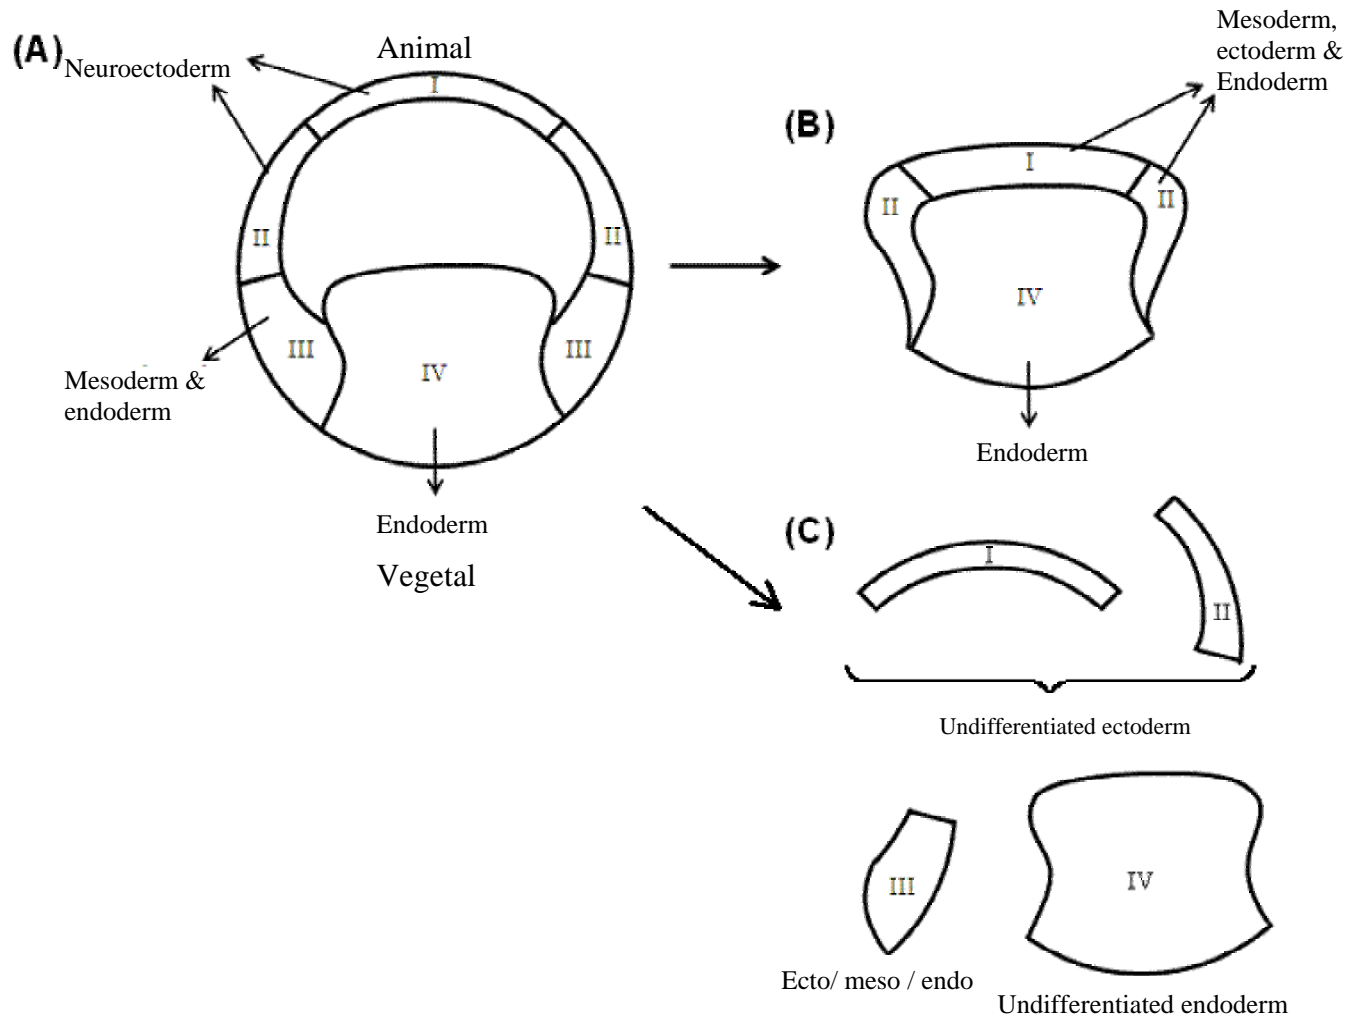 (A)
Neuroectoderm
Animal
I
II
II
III
III
IV
Mesoderm &
endoderm
Endoderm
Vegetal
(B)
Mesoderm,
ectoderm &
Endoderm
I
II
II
IV
Endoderm
(C)
I
II
Undifferentiated ectoderm
III
IV
Ecto/ meso / endo
Undifferentiated endoderm